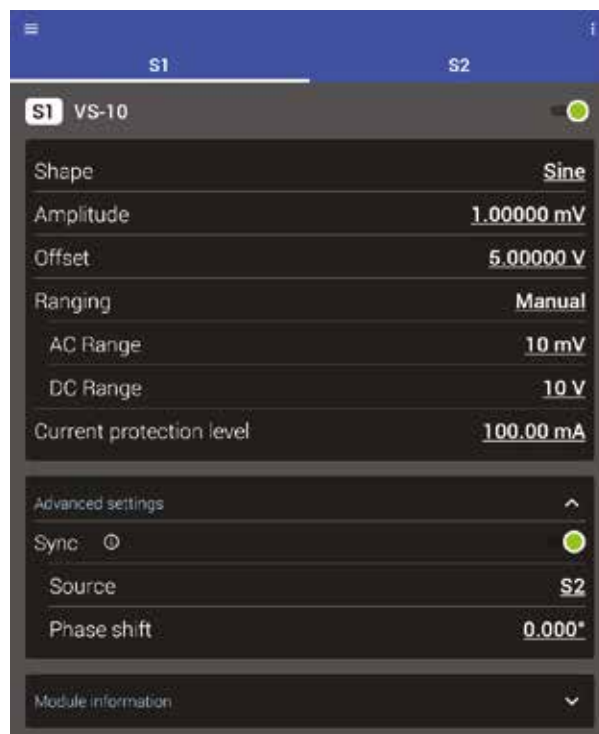 S1 S2
S1 VS-10
Shape Sine
Amplitude 1.00000 mV
Offset 5.00000 V
Ranging Manual
AC Range 10 mV
DC Range 10 V
Current protection level 100.00 mA
Advanced settings
Sync
Source S2
Phase shift 0.000°
Module information